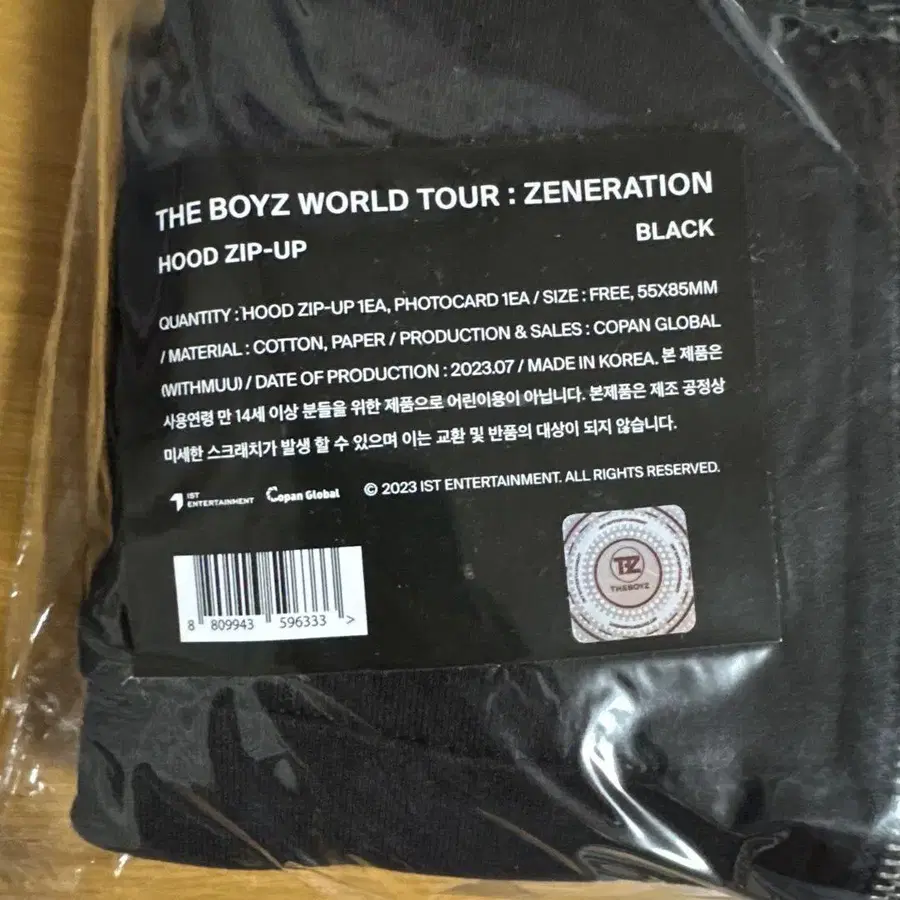 THE BOYZ WORLD TOUR : ZENERATION
HOOD ZIP-UP
BLACK
QUANTITY : HOOD ZIP-UP 1EA, PHOTOCARD 1EA / SIZE : FREE, 55X85MM
/ MATERIAL : COTTON, PAPER / PRODUCTION & SALES : COPAN GLOBAL
(WITHMUU) / DATE OF PRODUCTION : 2023.07 / MADE IN KOREA. 본 제품은
사용연령 만 14세 이상 분들을 위한 제품으로 어린이용이 아닙니다. 본제품은 제조 공정상
미세한 스크래치가 발생 할 수 있으며 이는 교환 및 반품의 대상이 되지 않습니다.
IST
ENTERTAINMENT
Copan Global
© 2023 IST ENTERTAINMENT. ALL RIGHTS RESERVED.
8 809943 596333 >
TBZ
THEBOYZ